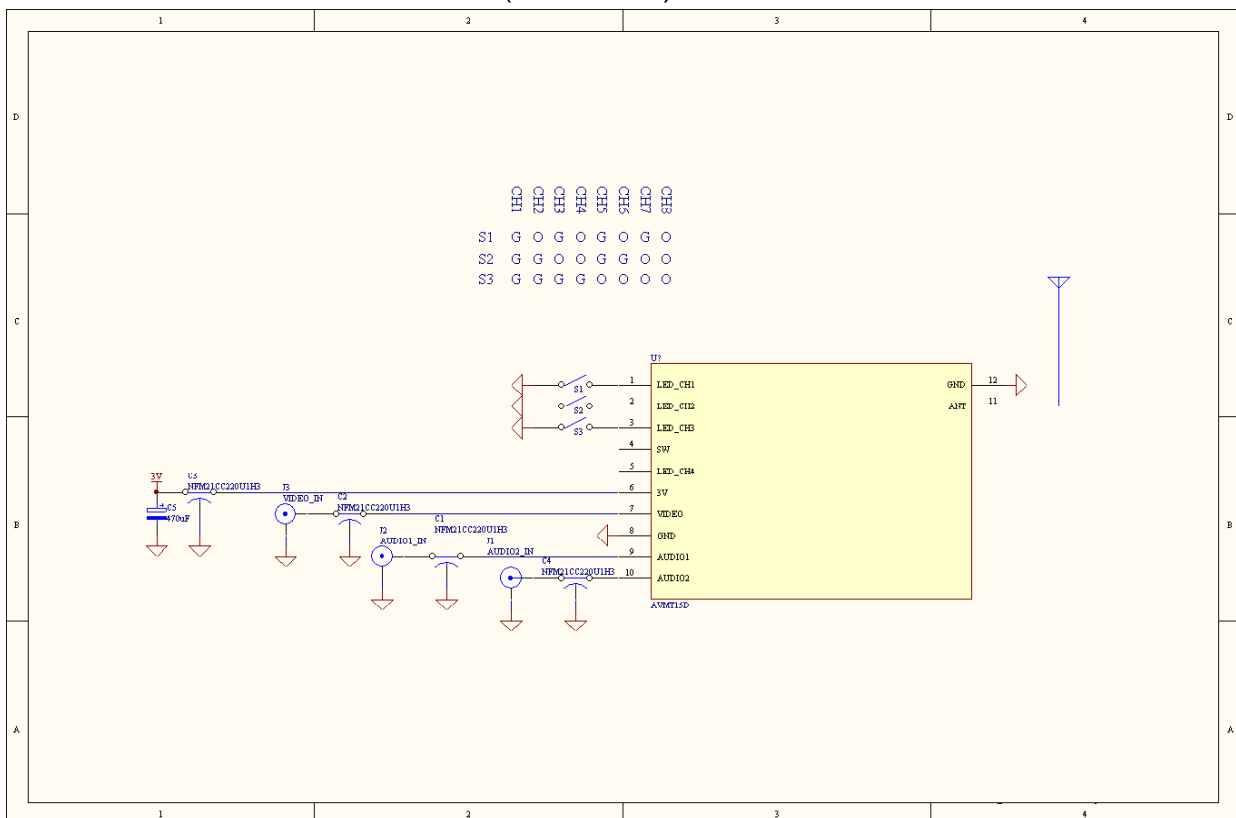 1 2 3 4
D D
CH1 CH2 CH3 CH4 CH5 CH6 CH7 CH8
S1 G O G O G O G O
S2 G G O O G G O O
S3 G G G G O O O O
C C
U?
1 LED_CH1 GND 12
S1
2 LED_CH2 ANT 11
S2
3 LED_CH3
S3
4 SW
5 LED_CH4
3V C3
NFM21CC220U1H3
6 3V
J3
VIDEO_IN
C2
NFM21CC220U1H3
C5
470uF
7 VIDEO
C1
NFM21CC220U1H3
B B
8 GND
J2
AUDIO1_IN
J1
AUDIO2_IN
9 AUDIO1
C4
NFM21CC220U1H3
10 AUDIO2
AVMT15D
A A
1 2 3 4